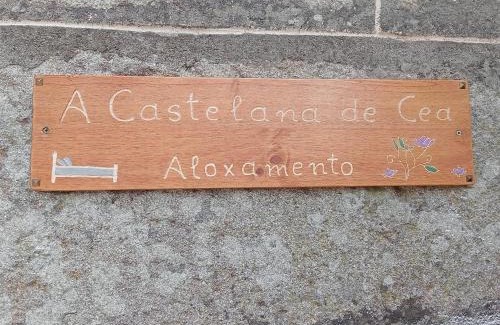 A Castelana de Cea
Aloxamento